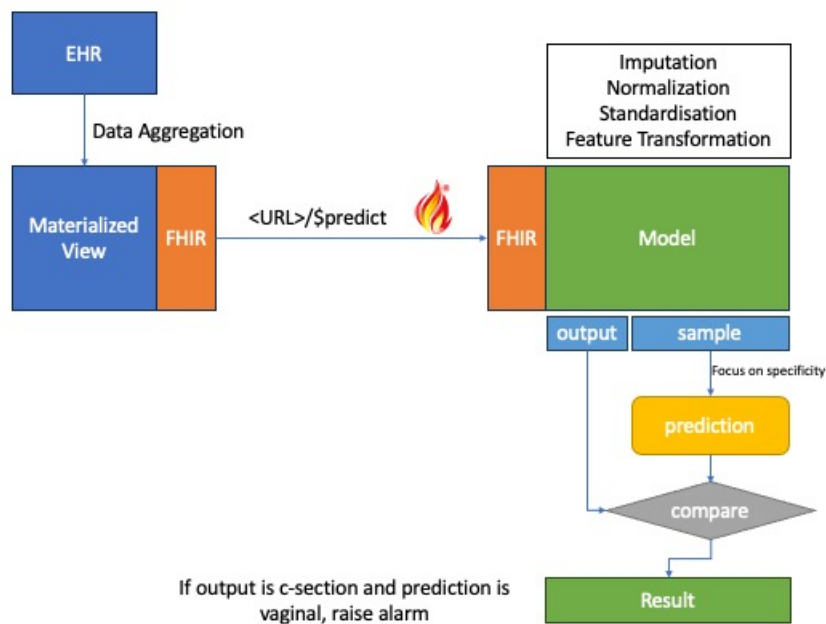 EHR
Imputation
Normalization
Standardisation
Feature Transformation
Data Aggregation
Materialized
View
FHIR
<URL>/$predict
FHIR
Model
output
sample
Focus on specificity
prediction
compare
If output is c-section and prediction is
vaginal, raise alarm
Result